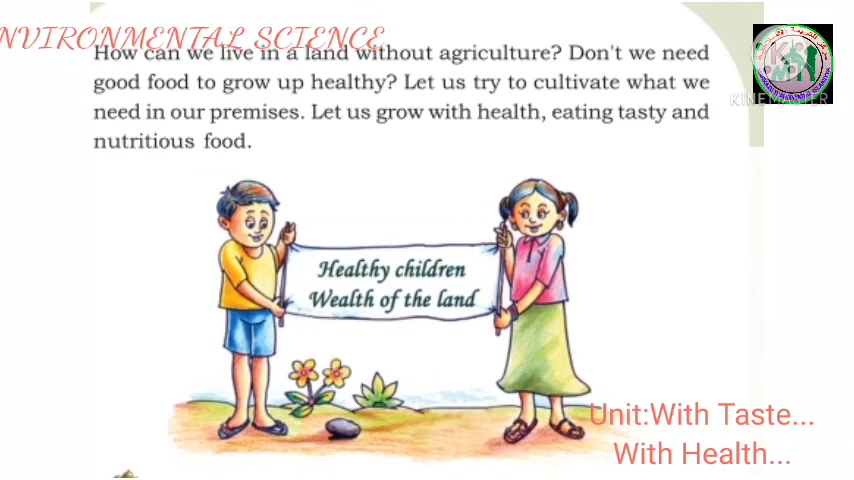 NVIRONMENTAL SCIENCE
How can we live in a land without agriculture? Don't we need
good food to grow up healthy? Let us try to cultivate what we
need in our premises. Let us grow with health, eating tasty and
nutritious food.
KINEMASTER
Healthy children
Wealth of the land
Unit:With Taste...
With Health...